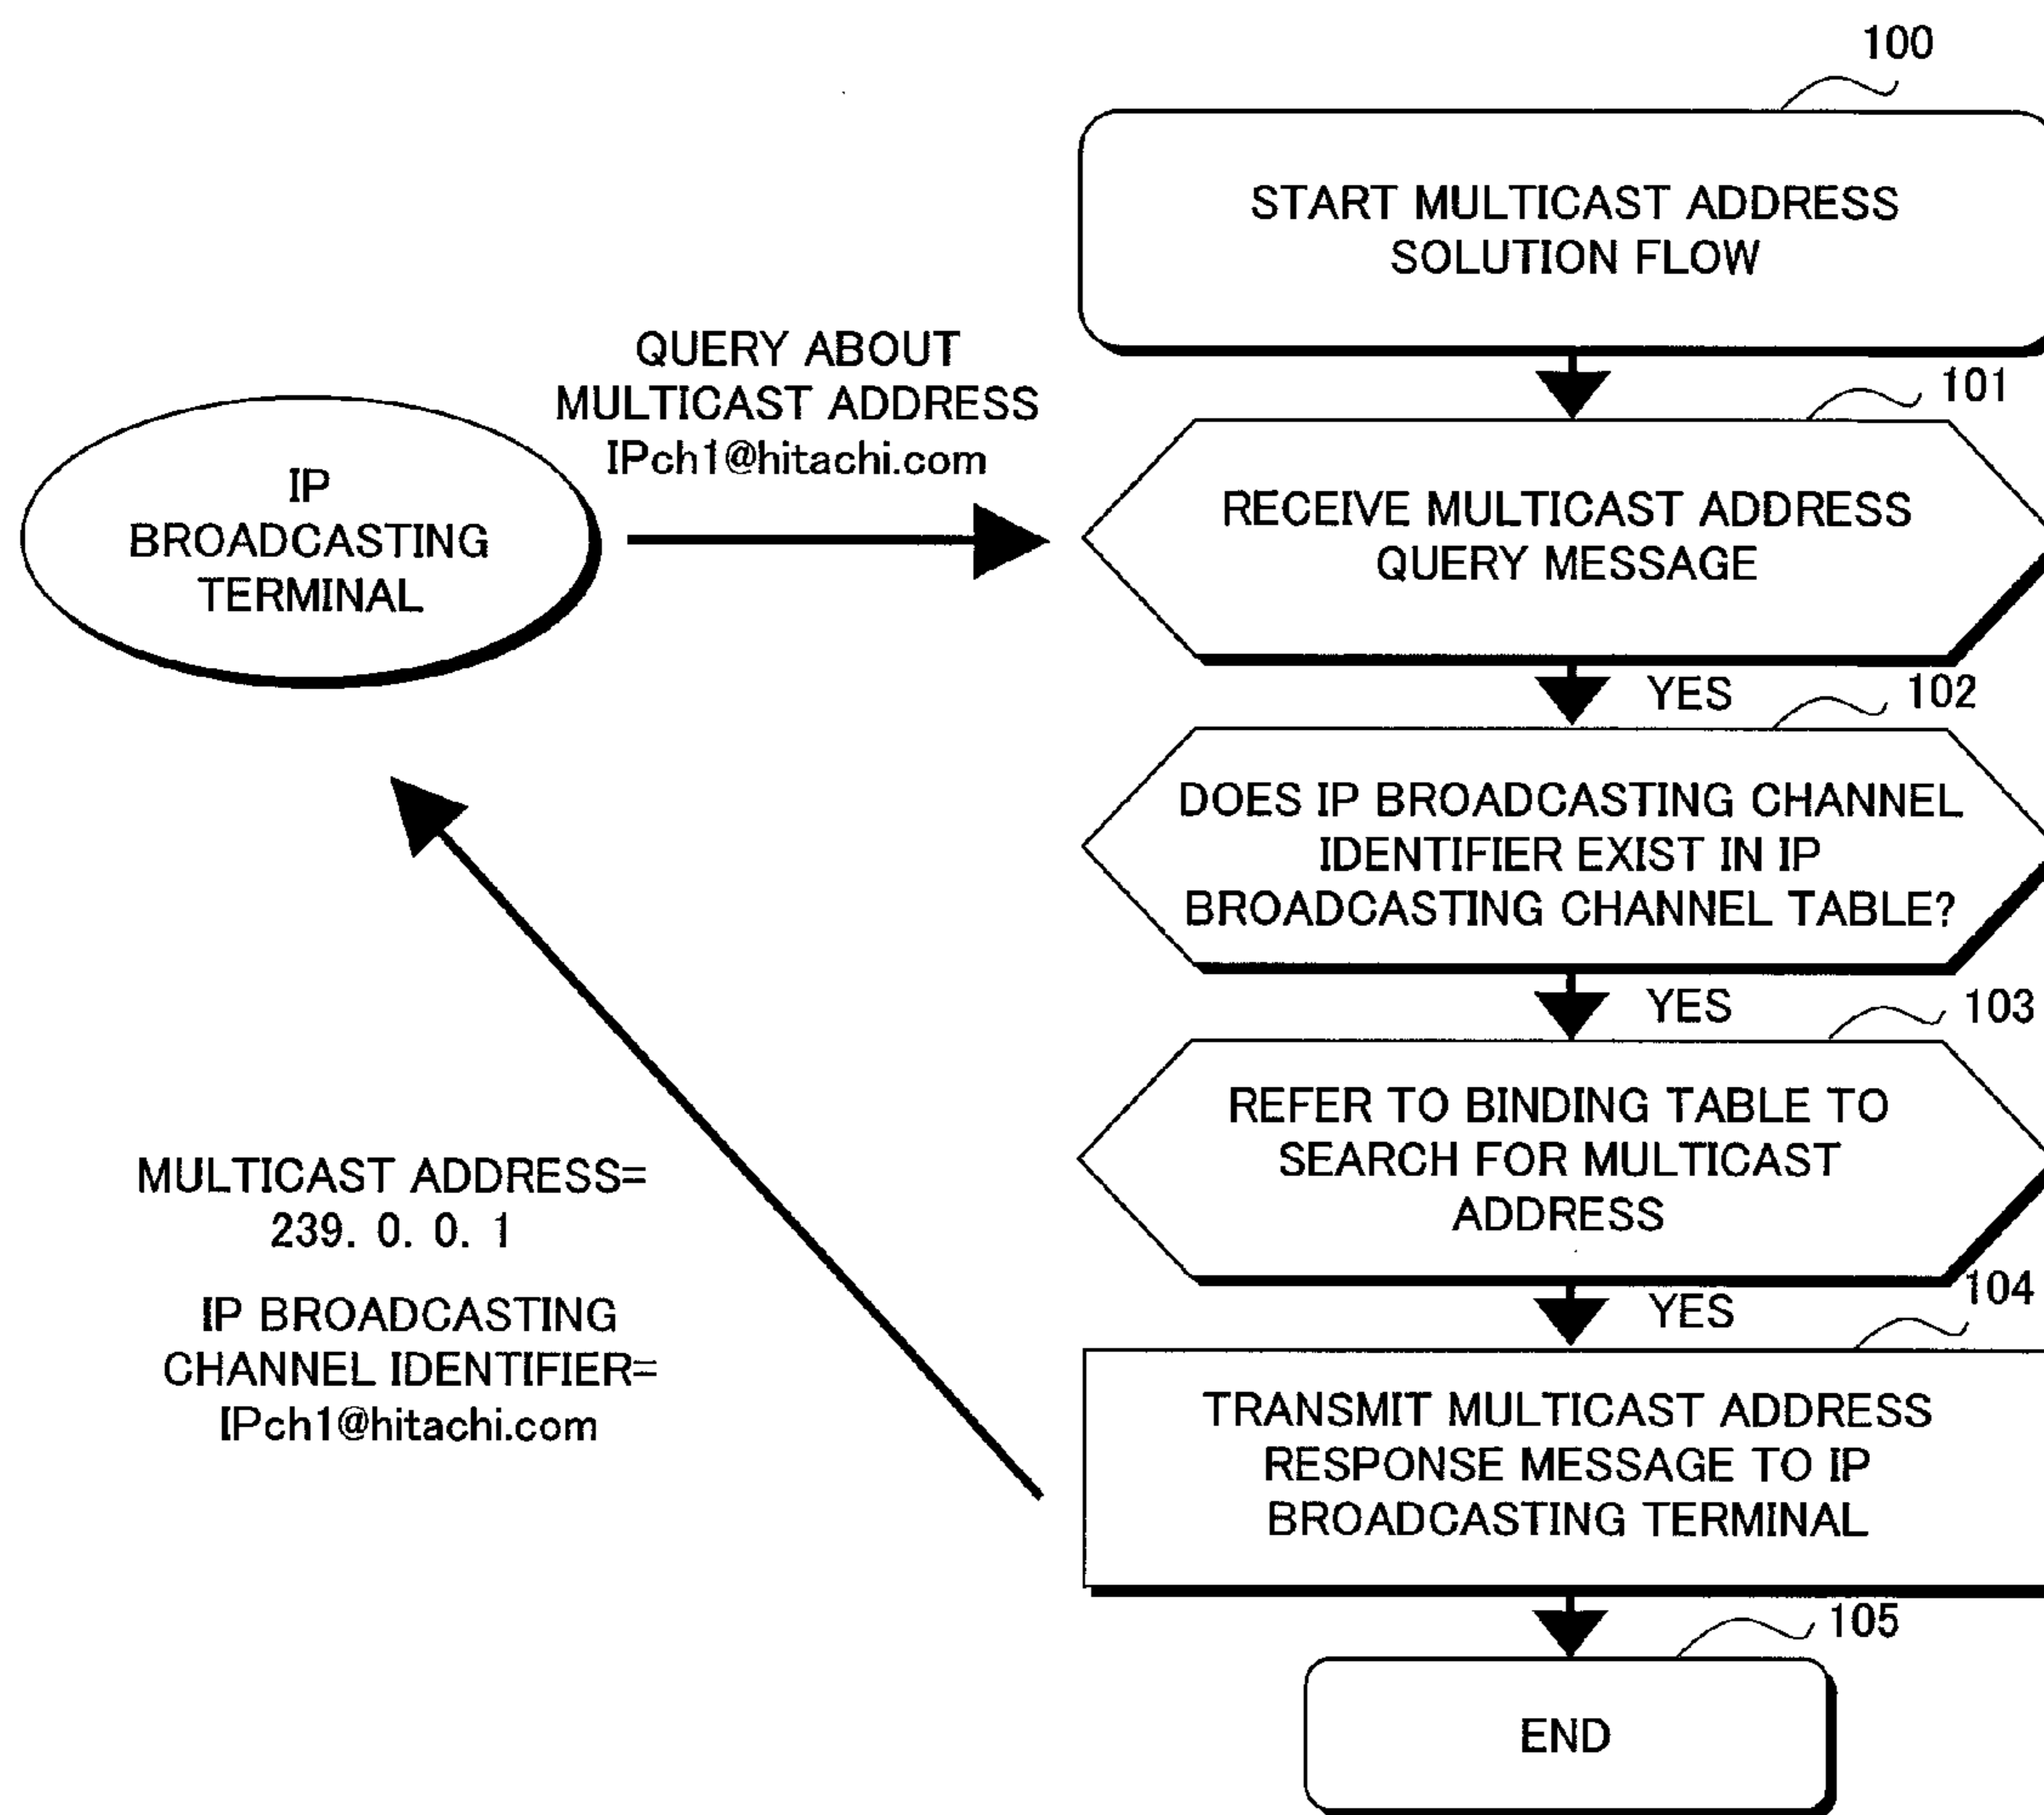 100
START MULTICAST ADDRESS
SOLUTION FLOW
QUERY ABOUT
MULTICAST ADDRESS
IPch1@hitachi.com
101
IP
BROADCASTING
TERMINAL
RECEIVE MULTICAST ADDRESS
QUERY MESSAGE
YES
102
DOES IP BROADCASTING CHANNEL
IDENTIFIER EXIST IN IP
BROADCASTING CHANNEL TABLE?
YES
103
REFER TO BINDING TABLE TO
SEARCH FOR MULTICAST
ADDRESS
MULTICAST ADDRESS=
239. 0. 0. 1
IP BROADCASTING
CHANNEL IDENTIFIER=
IPch1@hitachi.com
YES
104
TRANSMIT MULTICAST ADDRESS
RESPONSE MESSAGE TO IP
BROADCASTING TERMINAL
105
END